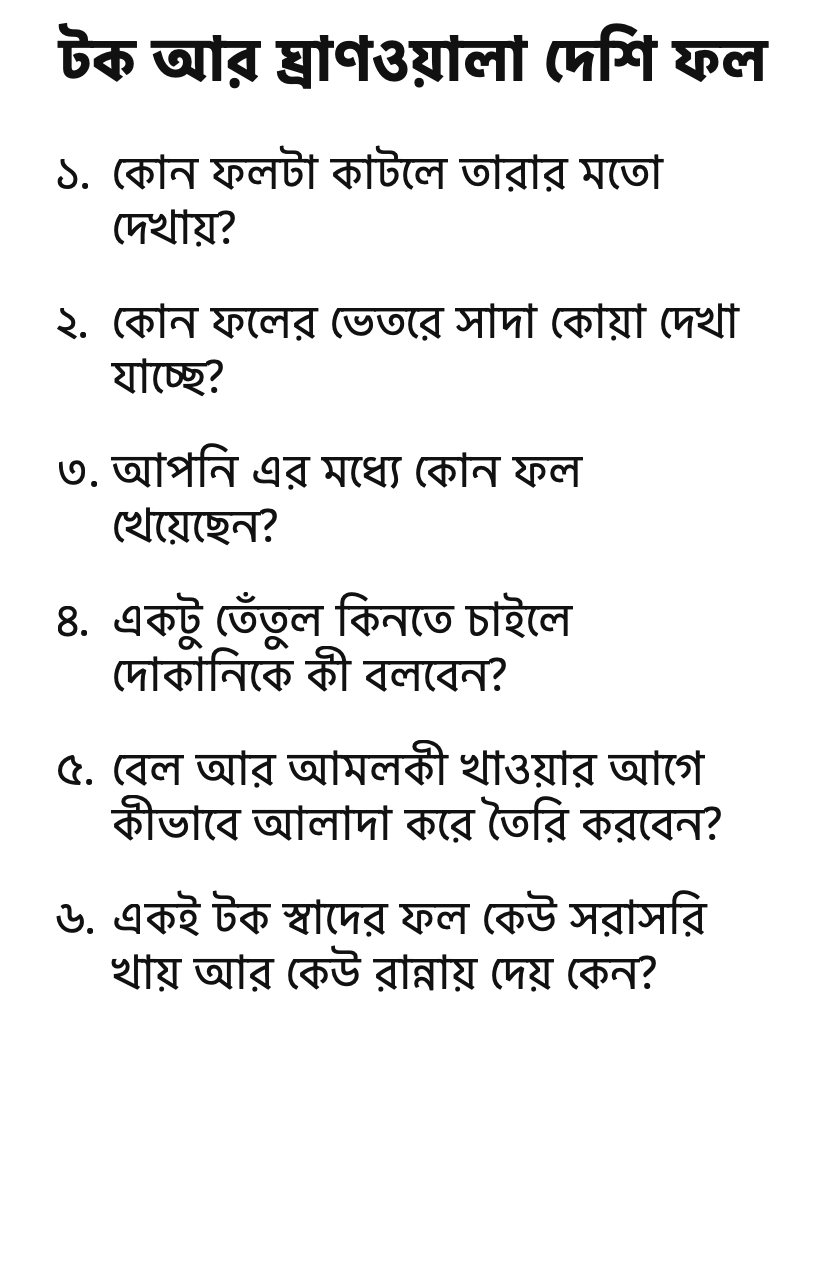 টক আর ঘ্রাণওয়ালা দেশি ফল
১. কোন ফলটা কাটলে তারার মতো
দেখায়?
২. কোন ফলের ভেতরে সাদা কোয়া দেখা
যাচ্ছে?
৩. আপনি এর মধ্যে কোন ফল
খেয়েছেন?
৪. একটু তেঁতুল কিনতে চাইলে
দোকানিকে কী বলবেন?
৫. বেল আর আমলকী খাওয়ার আগে
কীভাবে আলাদা করে তৈরি করবেন?
৬. একই টক স্বাদের ফল কেউ সরাসরি
খায় আর কেউ রান্নায় দেয় কেন?